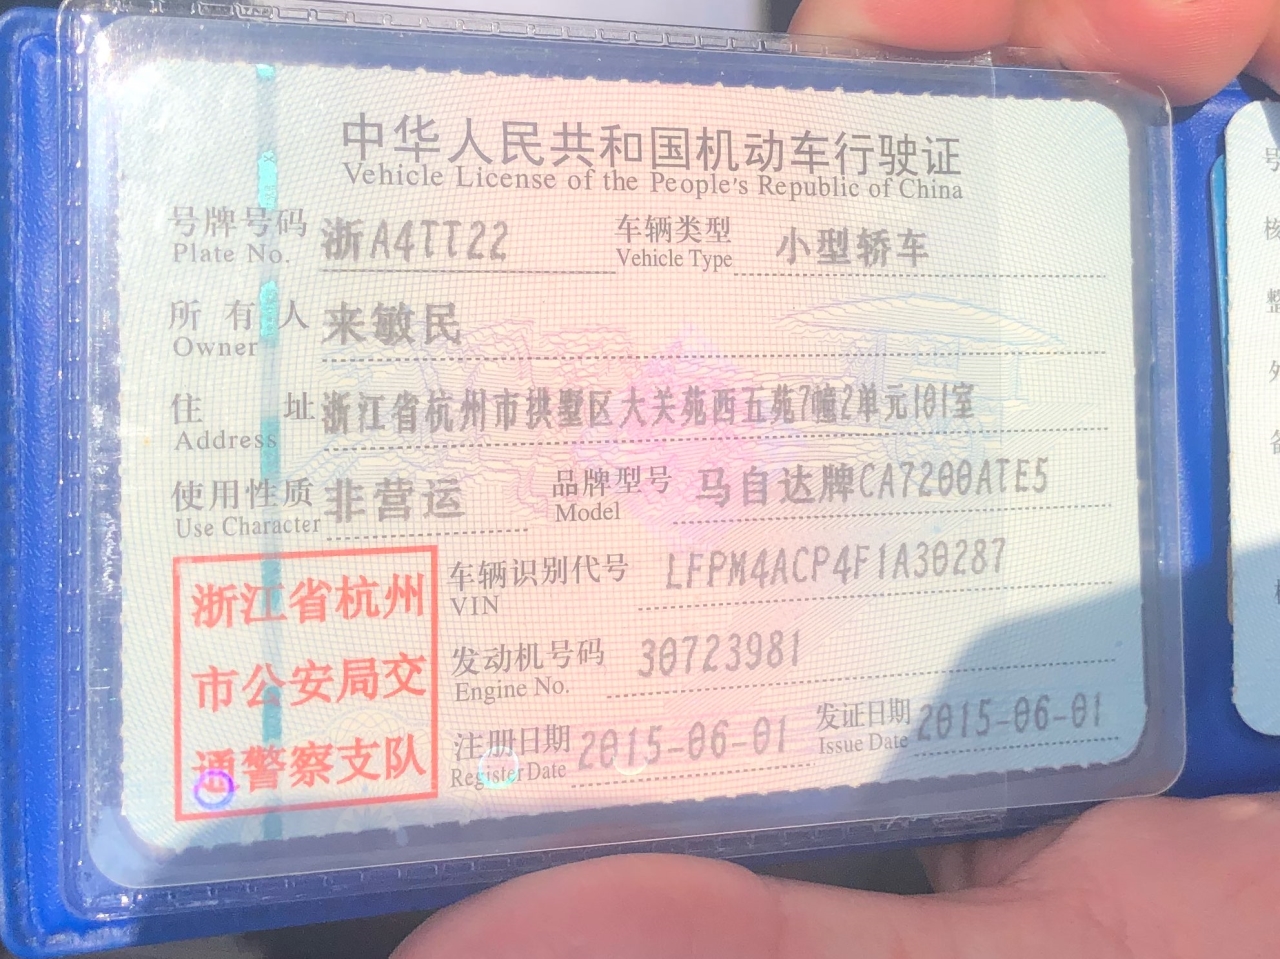 中华人民共和国机动车行驶证
Vehicle License of the People's Republic of China
号牌号码 浙A4TT22 车辆类型 小型轿车
Plate No. Vehicle Type
所有人 来敏民
Owner
住址 浙江省杭州市拱墅区大关苑西五苑7幢2单元101室
Address
使用性质 非营运 品牌型号 马自达牌CA7200ATE5
Use Character Model
浙江省杭州
市公安局交
通警察支队
车辆识别代号 LFPM4ACP4F1A30287
VIN
发动机号码 30723981
Engine No.
注册日期 2015-06-01 发证日期 2015-06-01
Register Date Issue Date
号
核
整
外